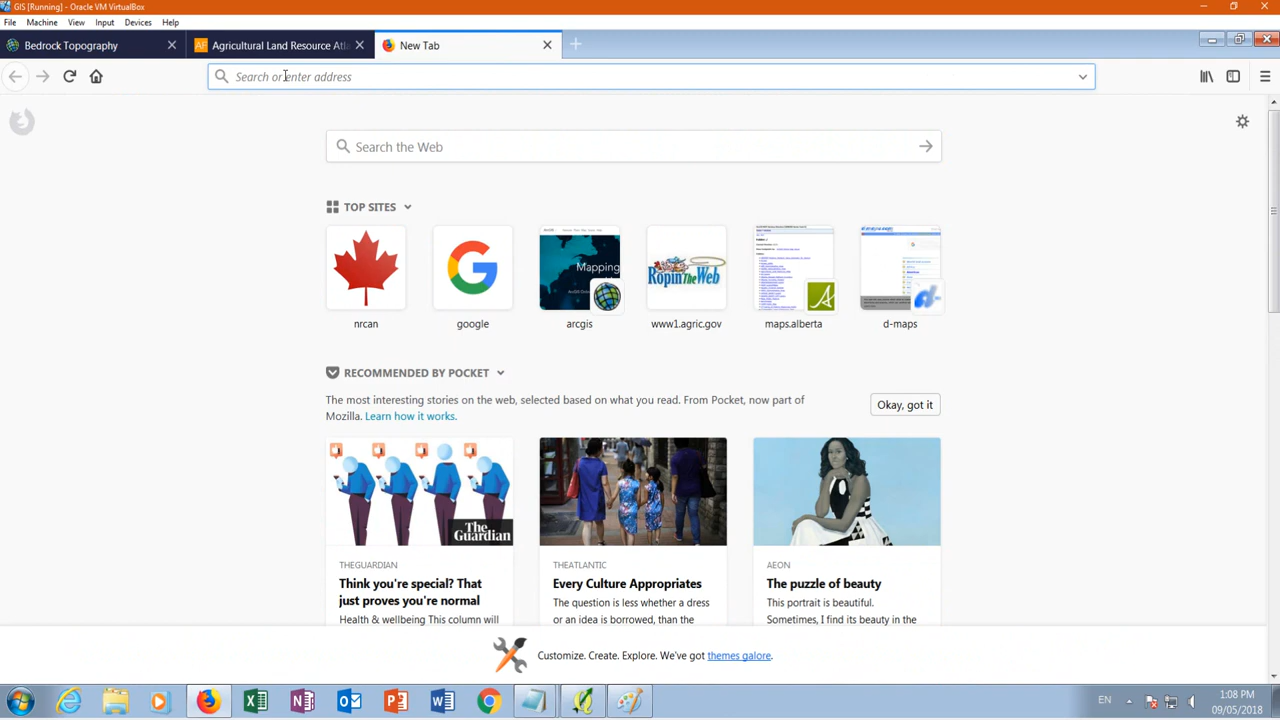 GIS [Running] - Oracle VM VirtualBox
File Machine View Input Devices Help
Bedrock Topography
Agricultural Land Resource Atl
New Tab
Search or enter address
Search the Web
TOP SITES
Mapping
RopinTheWeb
nrcan
google
arcgis
www1.agric.gov
maps.alberta
d-maps
RECOMMENDED BY POCKET
The most interesting stories on the web, selected based on what you read. From Pocket, now part of
Mozilla. Learn how it works.
Okay, got it
The
Guardian
THEGUARDIAN
Think you're special? That
just proves you're normal
Health & wellbeing This column will
THEATLANTIC
Every Culture Appropriates
The question is less whether a dress
or an idea is borrowed, than the
AEON
The puzzle of beauty
This portrait is beautiful.
Sometimes, I find its beauty in the
Customize. Create. Explore. We've got themes galore.
EN
1:08 PM
09/05/2018